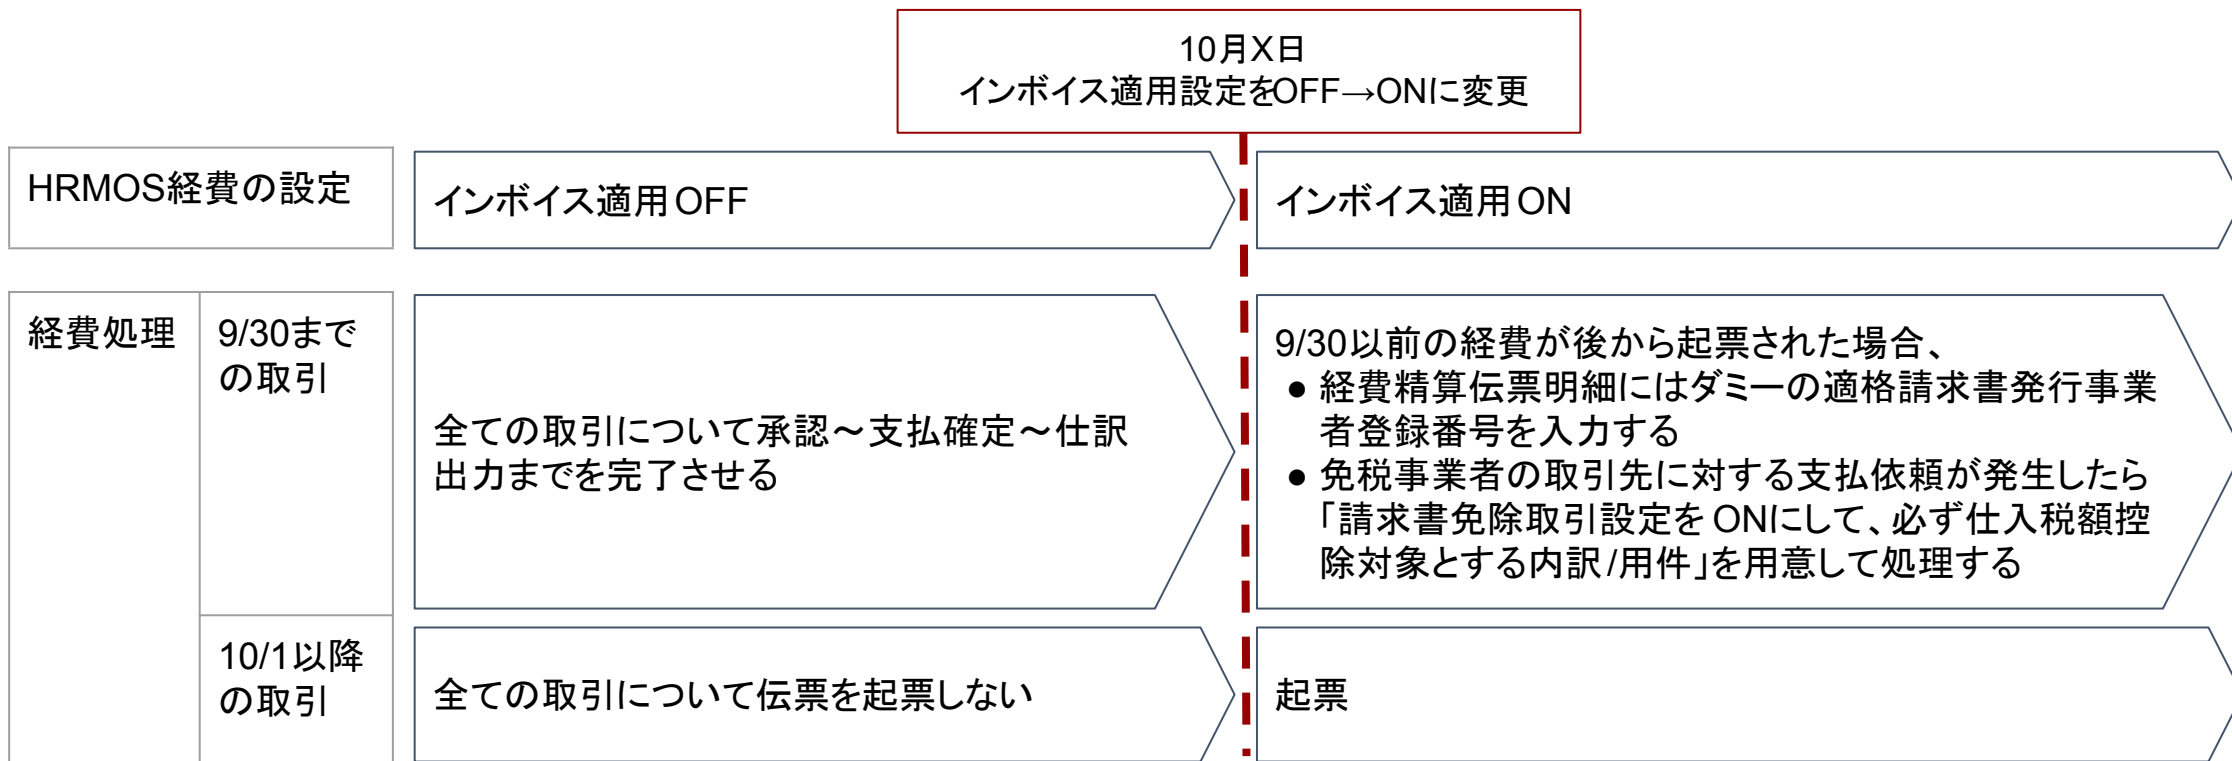 10月X日
インボイス適用設定をOFF→ONに変更
HRMOS経費の設定
インボイス適用OFF
インボイス適用ON
経費処理
9/30まで
の取引
全ての取引について承認〜支払確定〜仕訳
出力までを完了させる
9/30以前の経費が後から起票された場合、
● 経費精算伝票明細にはダミーの適格請求書発行事業
者登録番号を入力する
● 免税事業者の取引先に対する支払依頼が発生したら
「請求書免除取引設定をONにして、必ず仕入税額控
除対象とする内訳/用件」を用意して処理する
10/1以降
の取引
全ての取引について伝票を起票しない
起票